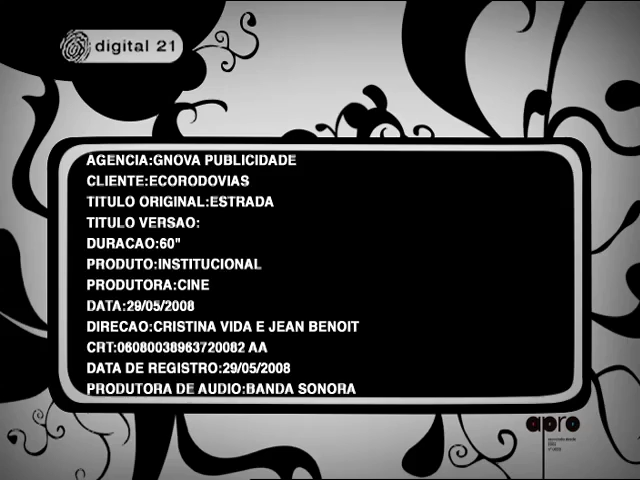 digital 21
AGENCIA:GNOVA PUBLICIDADE
CLIENTE:ECORODOVIAS
TITULO ORIGINAL:ESTRADA
TITULO VERSAO:
DURACAO:60"
PRODUTO:INSTITUCIONAL
PRODUTORA:CINE
DATA:29/05/2008
DIRECAO:CRISTINA VIDA E JEAN BENOIT
CRT:06080038963720082 AA
DATA DE REGISTRO:29/05/2008
PRODUTORA DE AUDIO:BANDA SONORA
apro